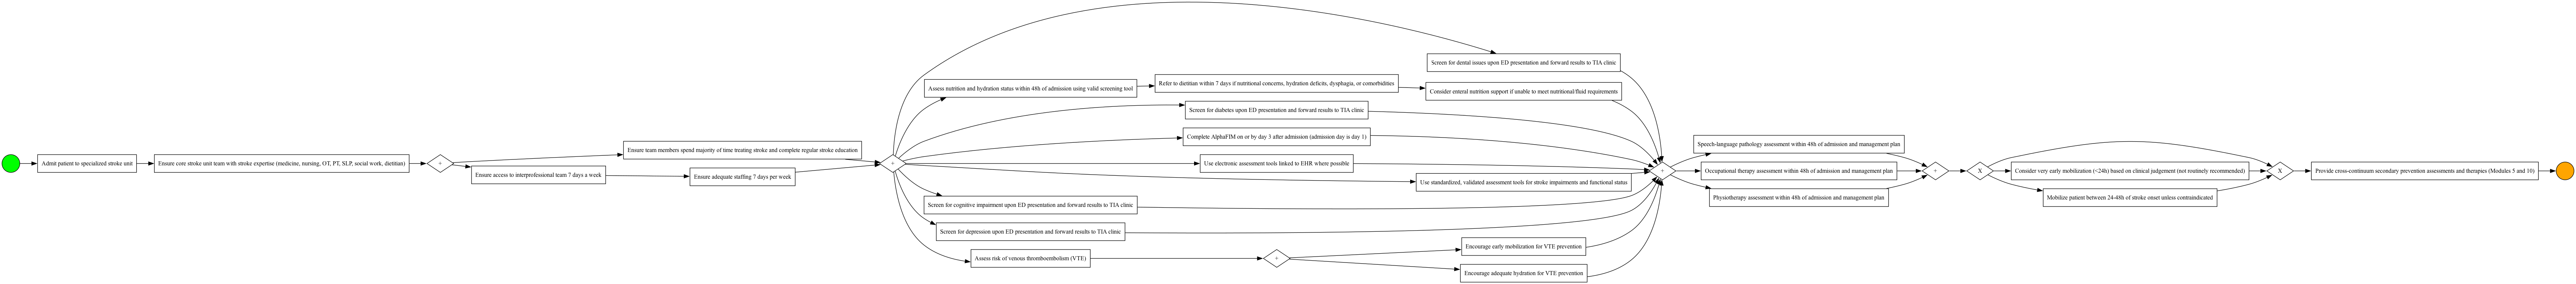 Admit patient to specialized stroke unit
Ensure core stroke unit team with stroke expertise (medicine, nursing, OT, PT, SLP, social work, dietitian)
+
Ensure team members spend majority of time treating stroke and complete regular stroke education
Ensure access to interprofessional team 7 days a week
Ensure adequate staffing 7 days per week
+
Screen for dental issues upon ED presentation and forward results to TIA clinic
Assess nutrition and hydration status within 48h of admission using valid screening tool
Refer to dietitian within 7 days if nutritional concerns, hydration deficits, dysphagia, or comorbidities
Consider enteral nutrition support if unable to meet nutritional/fluid requirements
Screen for diabetes upon ED presentation and forward results to TIA clinic
Complete AlphaFIM on or by day 3 after admission (admission day is day 1)
Use electronic assessment tools linked to EHR where possible
Use standardized, validated assessment tools for stroke impairments and functional status
Screen for cognitive impairment upon ED presentation and forward results to TIA clinic
Screen for depression upon ED presentation and forward results to TIA clinic
Assess risk of venous thromboembolism (VTE)
+
Encourage early mobilization for VTE prevention
Encourage adequate hydration for VTE prevention
+
Speech-language pathology assessment within 48h of admission and management plan
Occupational therapy assessment within 48h of admission and management plan
Physiotherapy assessment within 48h of admission and management plan
+
X
Consider very early mobilization (<24h) based on clinical judgement (not routinely recommended)
Mobilize patient between 24-48h of stroke onset unless contraindicated
X
Provide cross-continuum secondary prevention assessments and therapies (Modules 5 and 10)